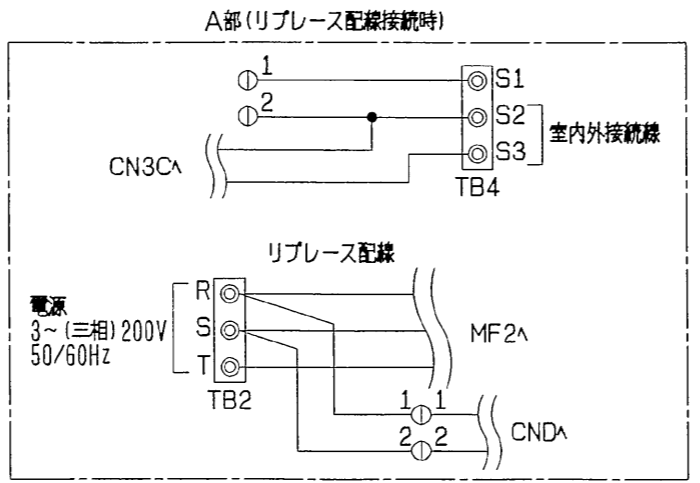 A部(リプレース配線接続時)
1
S1
2
S2
室内外接続線
S3
CN3Cへ
TB4
リプレース配線
R
電源
3~(三相)200V
50/60Hz
S
MF2へ
T
TB2
1 1
2 2
CNDへ